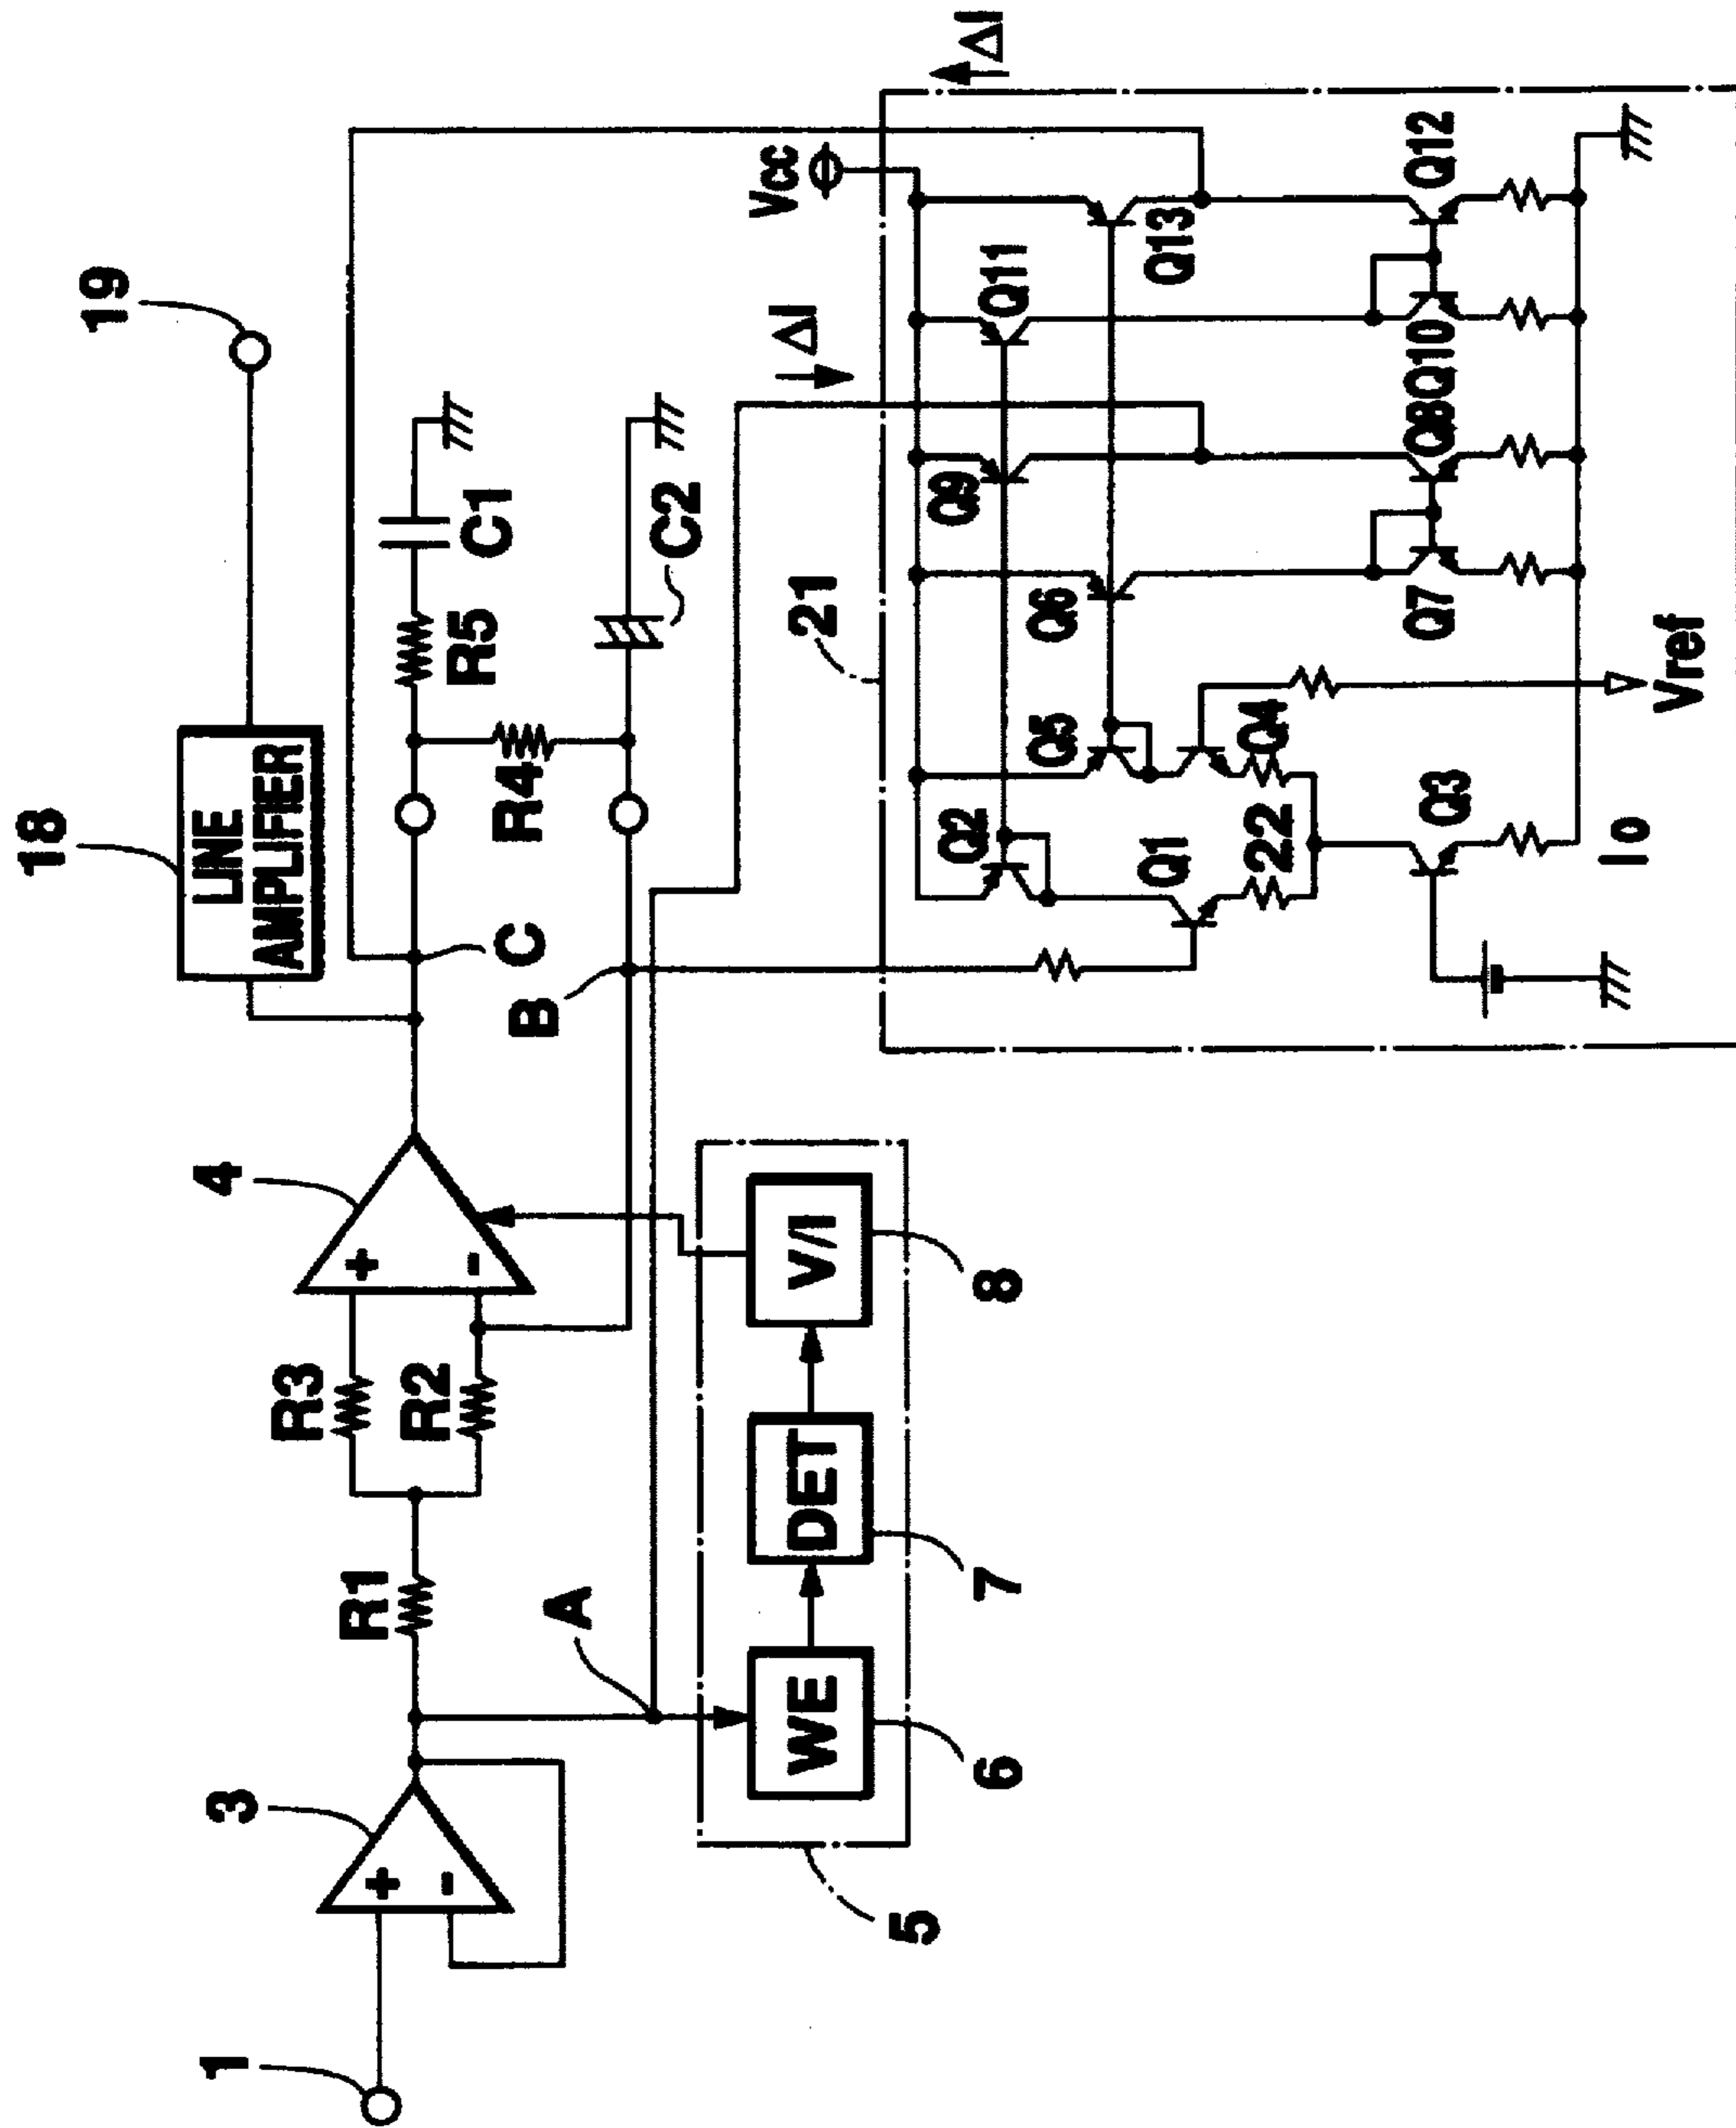 18
LINE
AMPLIFIER
19
1
3
+
-
R1
R3
R2
+
-
4
C
R4
R5
C1
B
C2
A
5
WE
6
DET
7
V/I
8
21
ΔI
ΔI
Vcc
Q2
Q1
22
Q3
Io
Q5
Q4
Vref
Q6
Q7
Q9
Q8
Q10
Q11
Q13
Q12